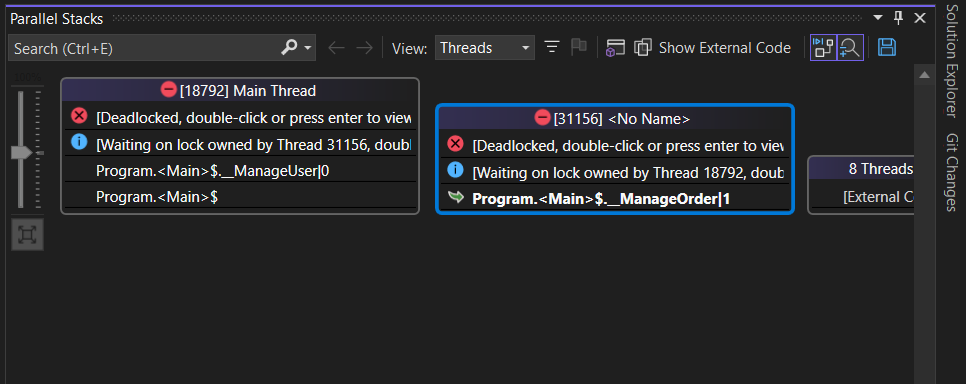 Parallel Stacks
Search (Ctrl+E)
View:
Threads
Show External Code
[18792] Main Thread
[Deadlocked, double-click or press enter to view
[Waiting on lock owned by Thread 31156, doub
Program.<Main>$.__ManageUser|0
Program.<Main>$
[31156] <No Name>
[Deadlocked, double-click or press enter to view
[Waiting on lock owned by Thread 18792, doub
Program.<Main>$.__ManageOrder|1
8 Threads
[External C
Solution Explorer
Git Changes